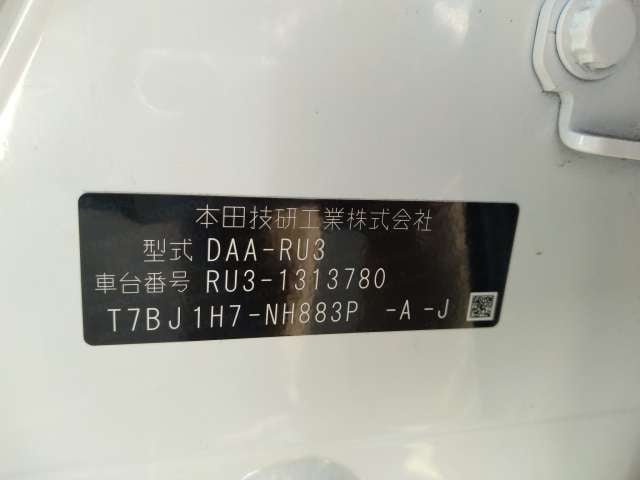 本田技研工業株式会社
型式 DAA-RU3
車台番号 RU3-1313780
T7BJ1H7-NH883P -A-J